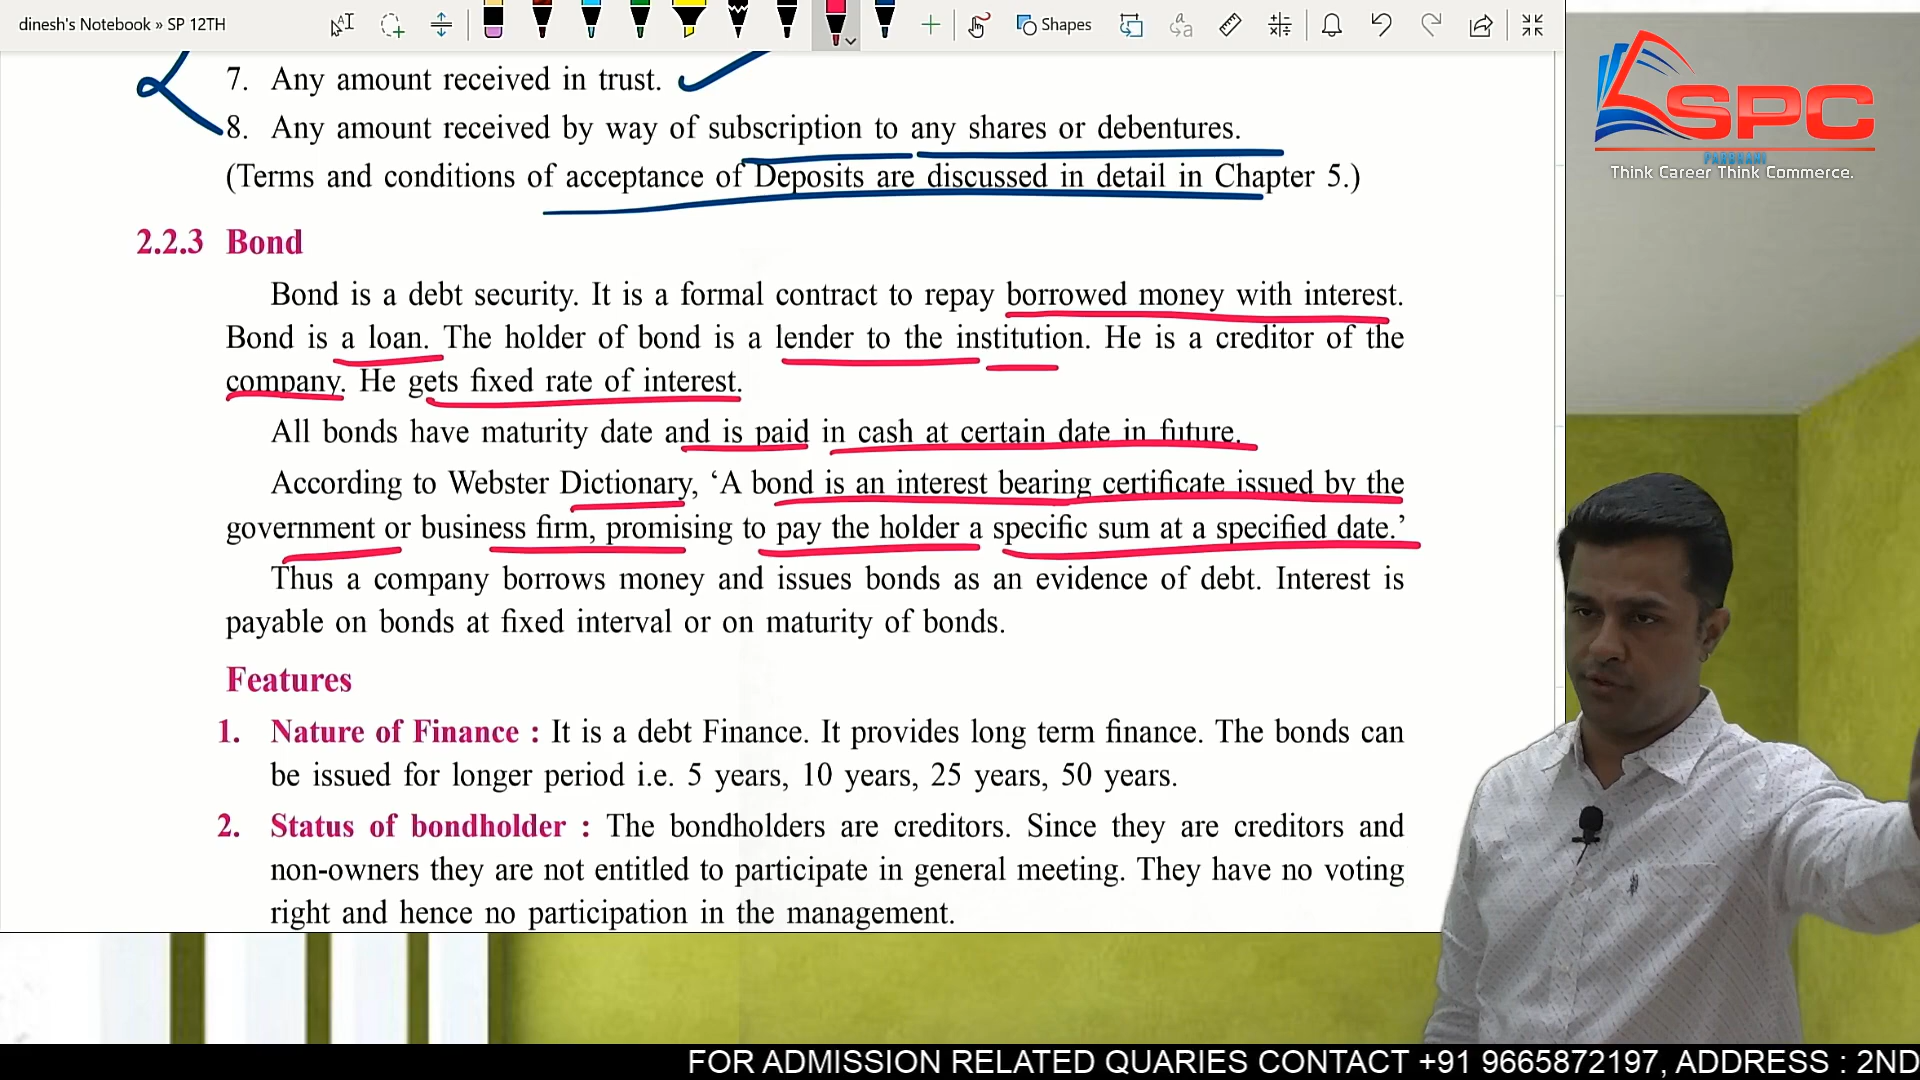 dinesh's Notebook » SP 12TH
Shapes
7. Any amount received in trust.
8. Any amount received by way of subscription to any shares or debentures.
(Terms and conditions of acceptance of Deposits are discussed in detail in Chapter 5.)
2.2.3 Bond
Bond is a debt security. It is a formal contract to repay borrowed money with interest.
Bond is a loan. The holder of bond is a lender to the institution. He is a creditor of the
company. He gets fixed rate of interest.
All bonds have maturity date and is paid in cash at certain date in future.
According to Webster Dictionary, ‘A bond is an interest bearing certificate issued by the
government or business firm, promising to pay the holder a specific sum at a specified date.’
Thus a company borrows money and issues bonds as an evidence of debt. Interest is
payable on bonds at fixed interval or on maturity of bonds.
Features
1. Nature of Finance : It is a debt Finance. It provides long term finance. The bonds can
be issued for longer period i.e. 5 years, 10 years, 25 years, 50 years.
2. Status of bondholder : The bondholders are creditors. Since they are creditors and
non-owners they are not entitled to participate in general meeting. They have no voting
right and hence no participation in the management.
SPC
PARBHANI
Think Career Think Commerce.
FOR ADMISSION RELATED QUARIES CONTACT +91 9665872197, ADDRESS : 2ND